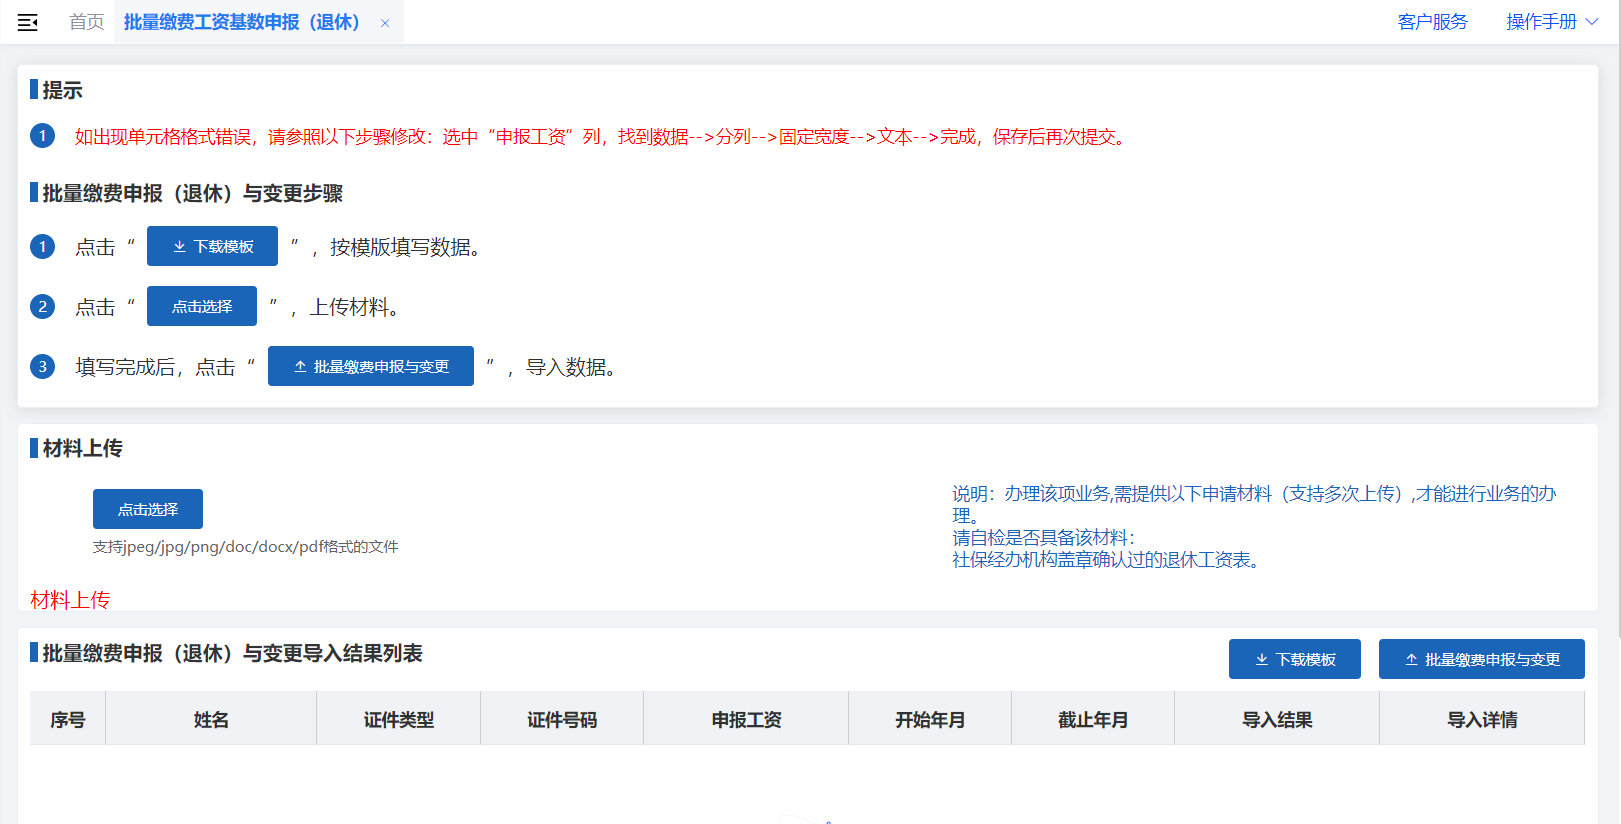 首页 批量缴费工资基数申报（退休） × 客户服务 操作手册
提示
1 如出现单元格格式错误，请参照以下步骤修改：选中“申报工资”列，找到数据-->分列-->固定宽度-->文本-->完成，保存后再次提交。
批量缴费申报（退休）与变更步骤
1 点击“ 下载模板 ”，按模版填写数据。
2 点击“ 点击选择 ”，上传材料。
3 填写完成后，点击“ 批量缴费申报与变更 ”，导入数据。
材料上传
点击选择
支持jpeg/jpg/png/doc/docx/pdf格式的文件
说明：办理该项业务,需提供以下申请材料（支持多次上传）,才能进行业务的办
理。
请自检是否具备该材料：
社保经办机构盖章确认过的退休工资表。
材料上传
批量缴费申报（退休）与变更导入结果列表 下载模板 批量缴费申报与变更
序号 姓名 证件类型 证件号码 申报工资 开始年月 截止年月 导入结果 导入详情